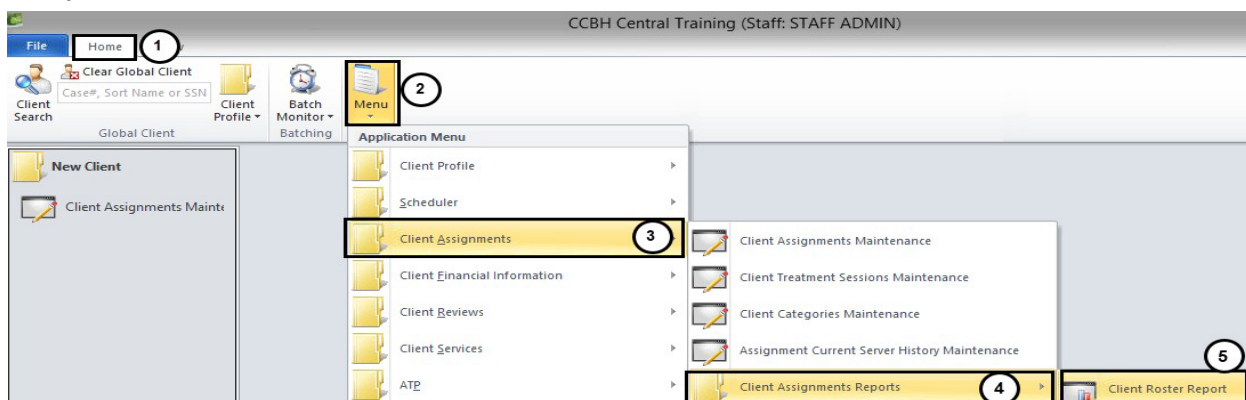 CCBH Central Training (Staff: STAFF ADMIN)
File
Home
1
Clear Global Client
Case#, Sort Name or SSN
Client
Search
Client
Profile
Global Client
Batch
Monitor
Batching
Menu
2
Application Menu
New Client
Client Assignments Mainte
Client Profile
Scheduler
Client Assignments
3
Client Financial Information
Client Reviews
Client Services
ATP
Client Assignments Maintenance
Client Treatment Sessions Maintenance
Client Categories Maintenance
Assignment Current Server History Maintenance
Client Assignments Reports
4
5
Client Roster Report